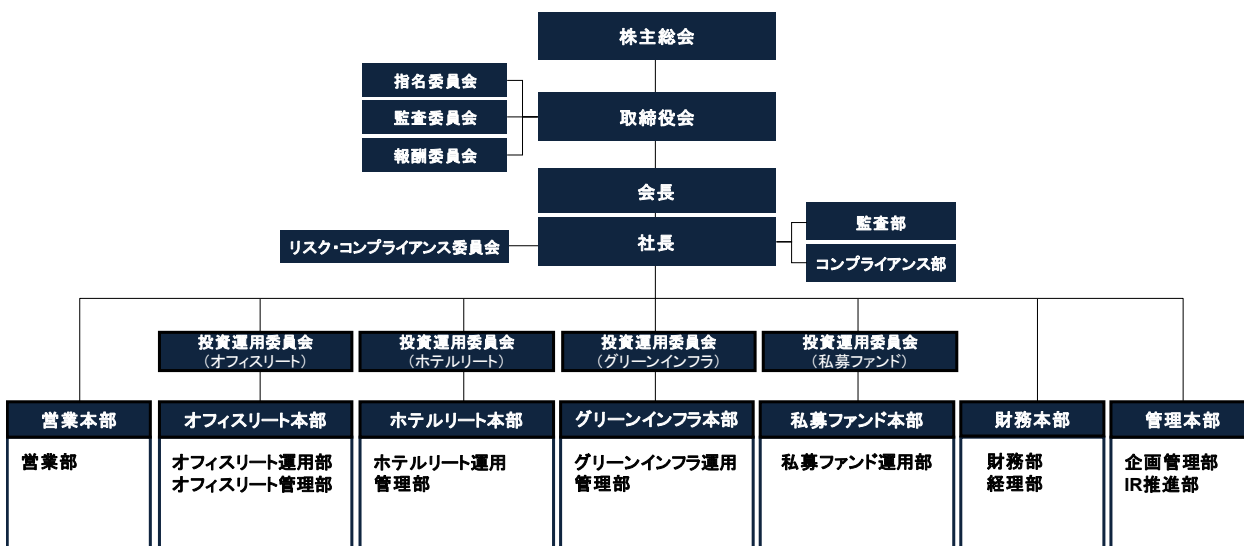 株主総会
指名委員会
監査委員会
報酬委員会
取締役会
会長
社長
リスク・コンプライアンス委員会
監査部
コンプライアンス部
投資運用委員会
（オフィスリート）
投資運用委員会
（ホテルリート）
投資運用委員会
（グリーンインフラ）
投資運用委員会
（私募ファンド）
営業本部
営業部
オフィスリート本部
オフィスリート運用部
オフィスリート管理部
ホテルリート本部
ホテルリート運用
管理部
グリーンインフラ本部
グリーンインフラ運用
管理部
私募ファンド本部
私募ファンド運用部
財務本部
財務部
経理部
管理本部
企画管理部
IR推進部